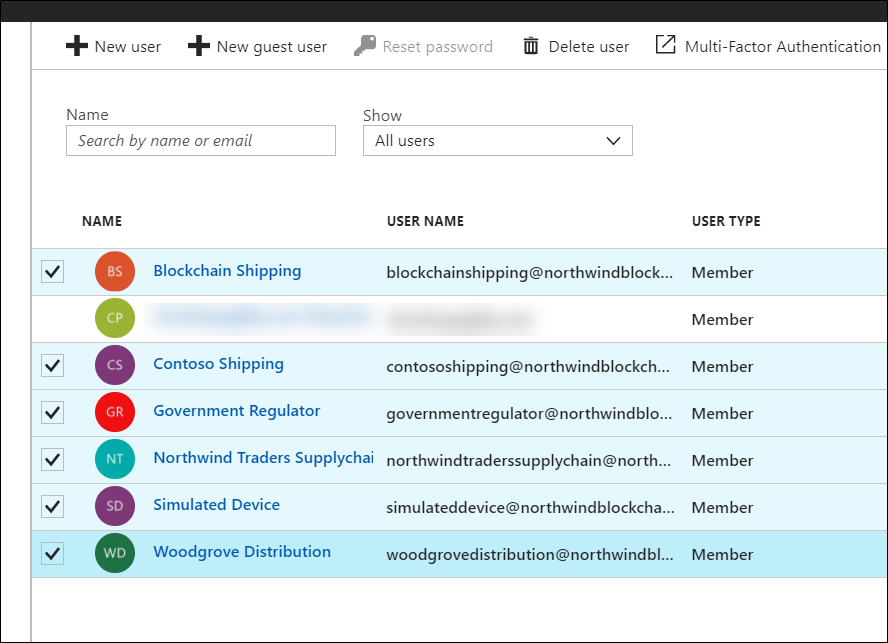 New user New guest user Reset password Delete user Multi-Factor Authentication
Name Show
Search by name or email All users
NAME USER NAME USER TYPE
BS Blockchain Shipping blockchainshipping@northwindblock... Member
CP Member
CS Contoso Shipping contososhipping@northwindblockch... Member
GR Government Regulator governmentregulator@northwindblo... Member
NT Northwind Traders Supplychai northwindtraderssupplychain@north... Member
SD Simulated Device simulateddevice@northwindblockcha... Member
WD Woodgrove Distribution woodgrovedistribution@northwindbl... Member